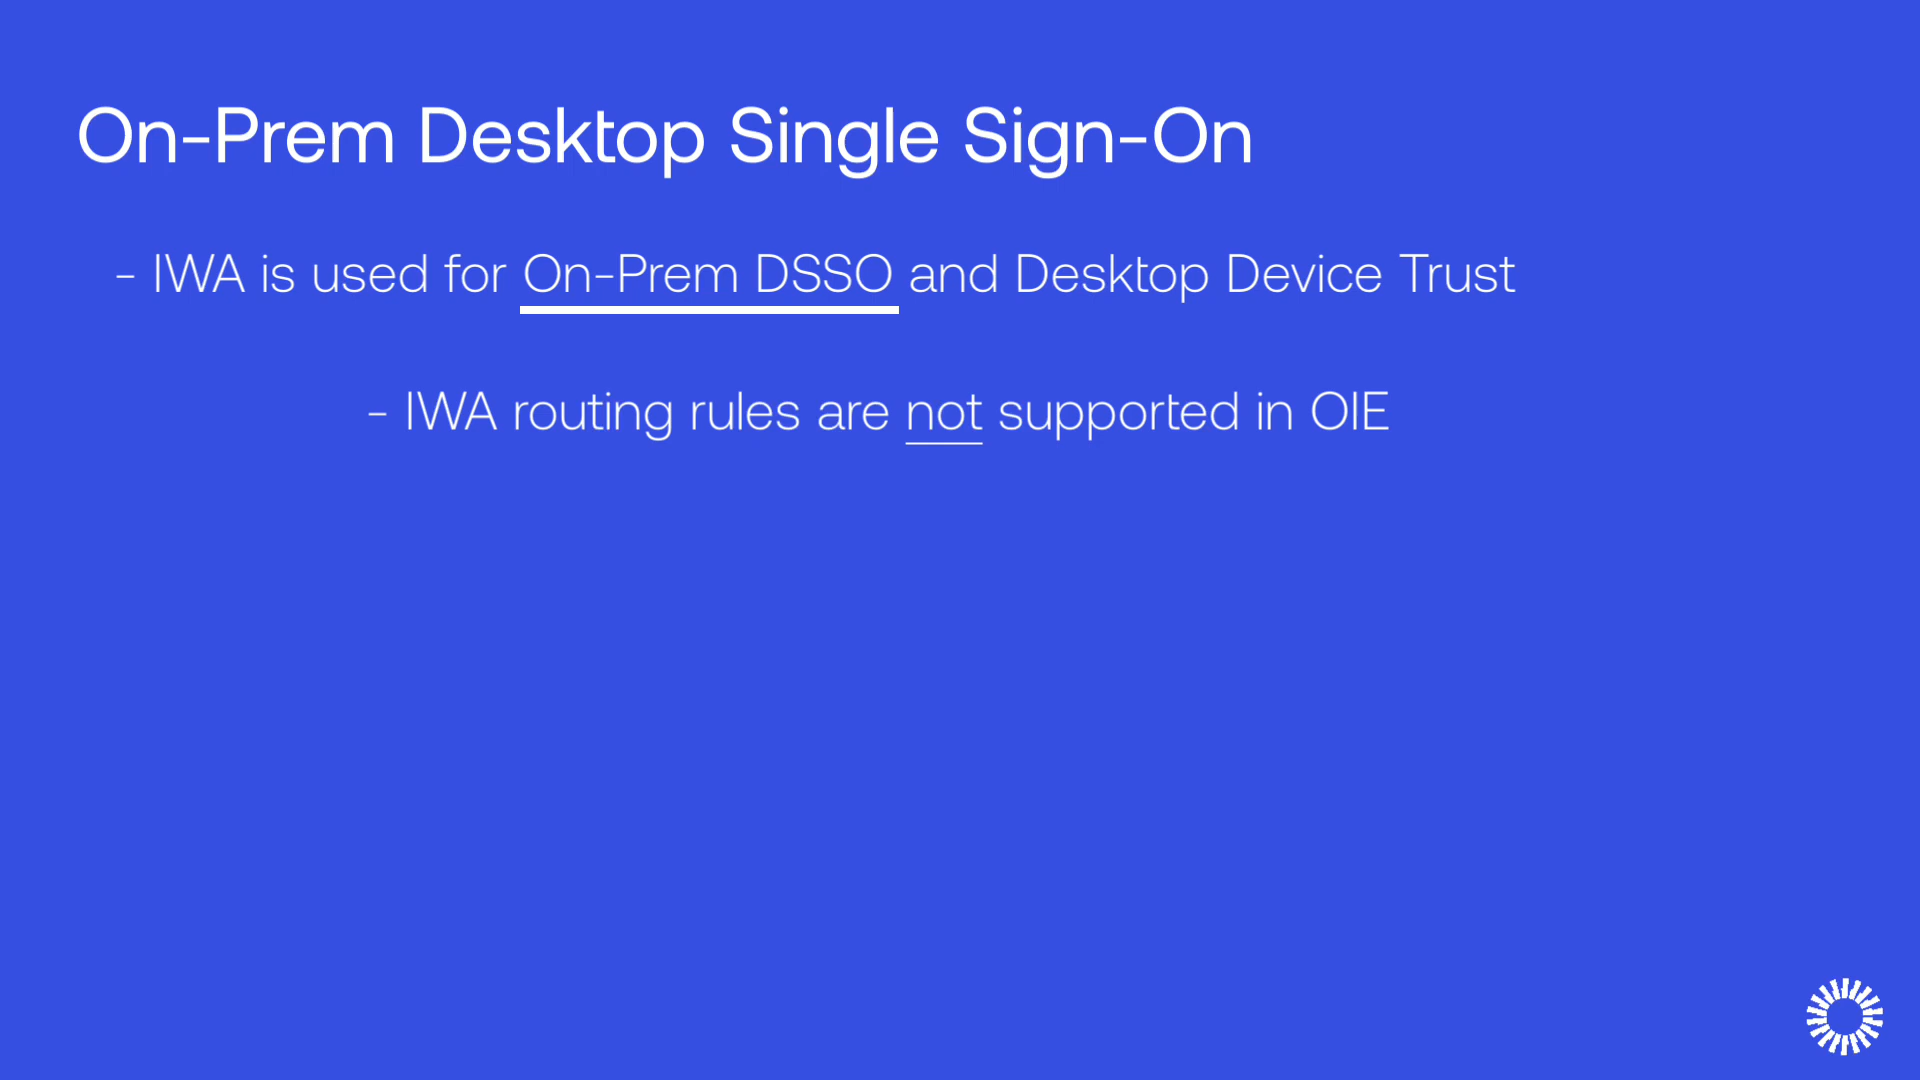 On-Prem Desktop Single Sign-On
- IWA is used for On-Prem DSSO and Desktop Device Trust
- IWA routing rules are not supported in OIE